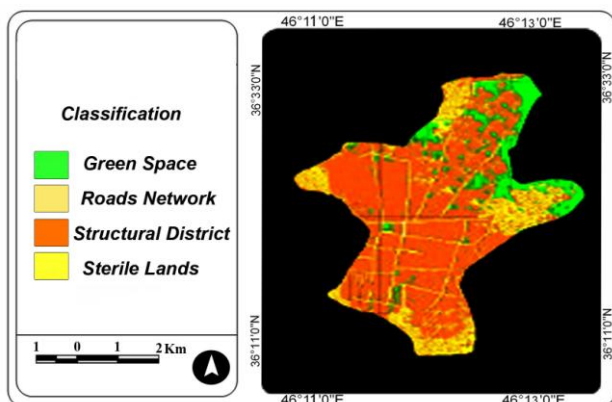 Classification
Green Space
Roads Network
Structural District
Sterile Lands
1 0 1 2 Km
46°11'0"E 46°13'0"E
36°33'0"N 36°33'0"N
36°11'0"N 36°11'0"N
46°11'0"E 46°13'0"E